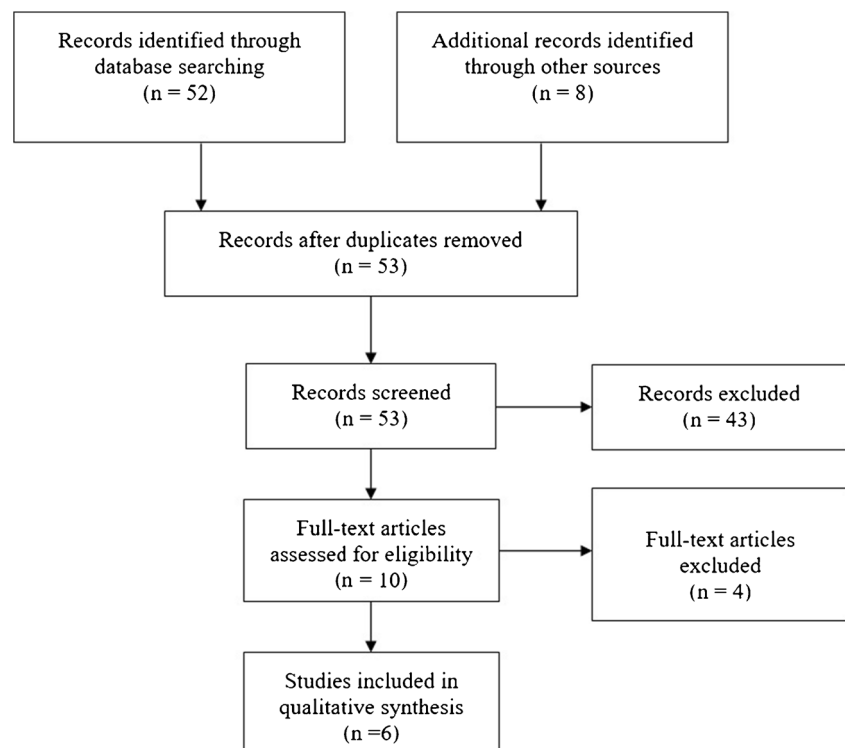 Records identified through
database searching
(n = 52)
Additional records identified
through other sources
(n = 8)
Records after duplicates removed
(n = 53)
Records screened
(n = 53)
Records excluded
(n = 43)
Full-text articles
assessed for eligibility
(n = 10)
Full-text articles
excluded
(n = 4)
Studies included in
qualitative synthesis
(n =6)